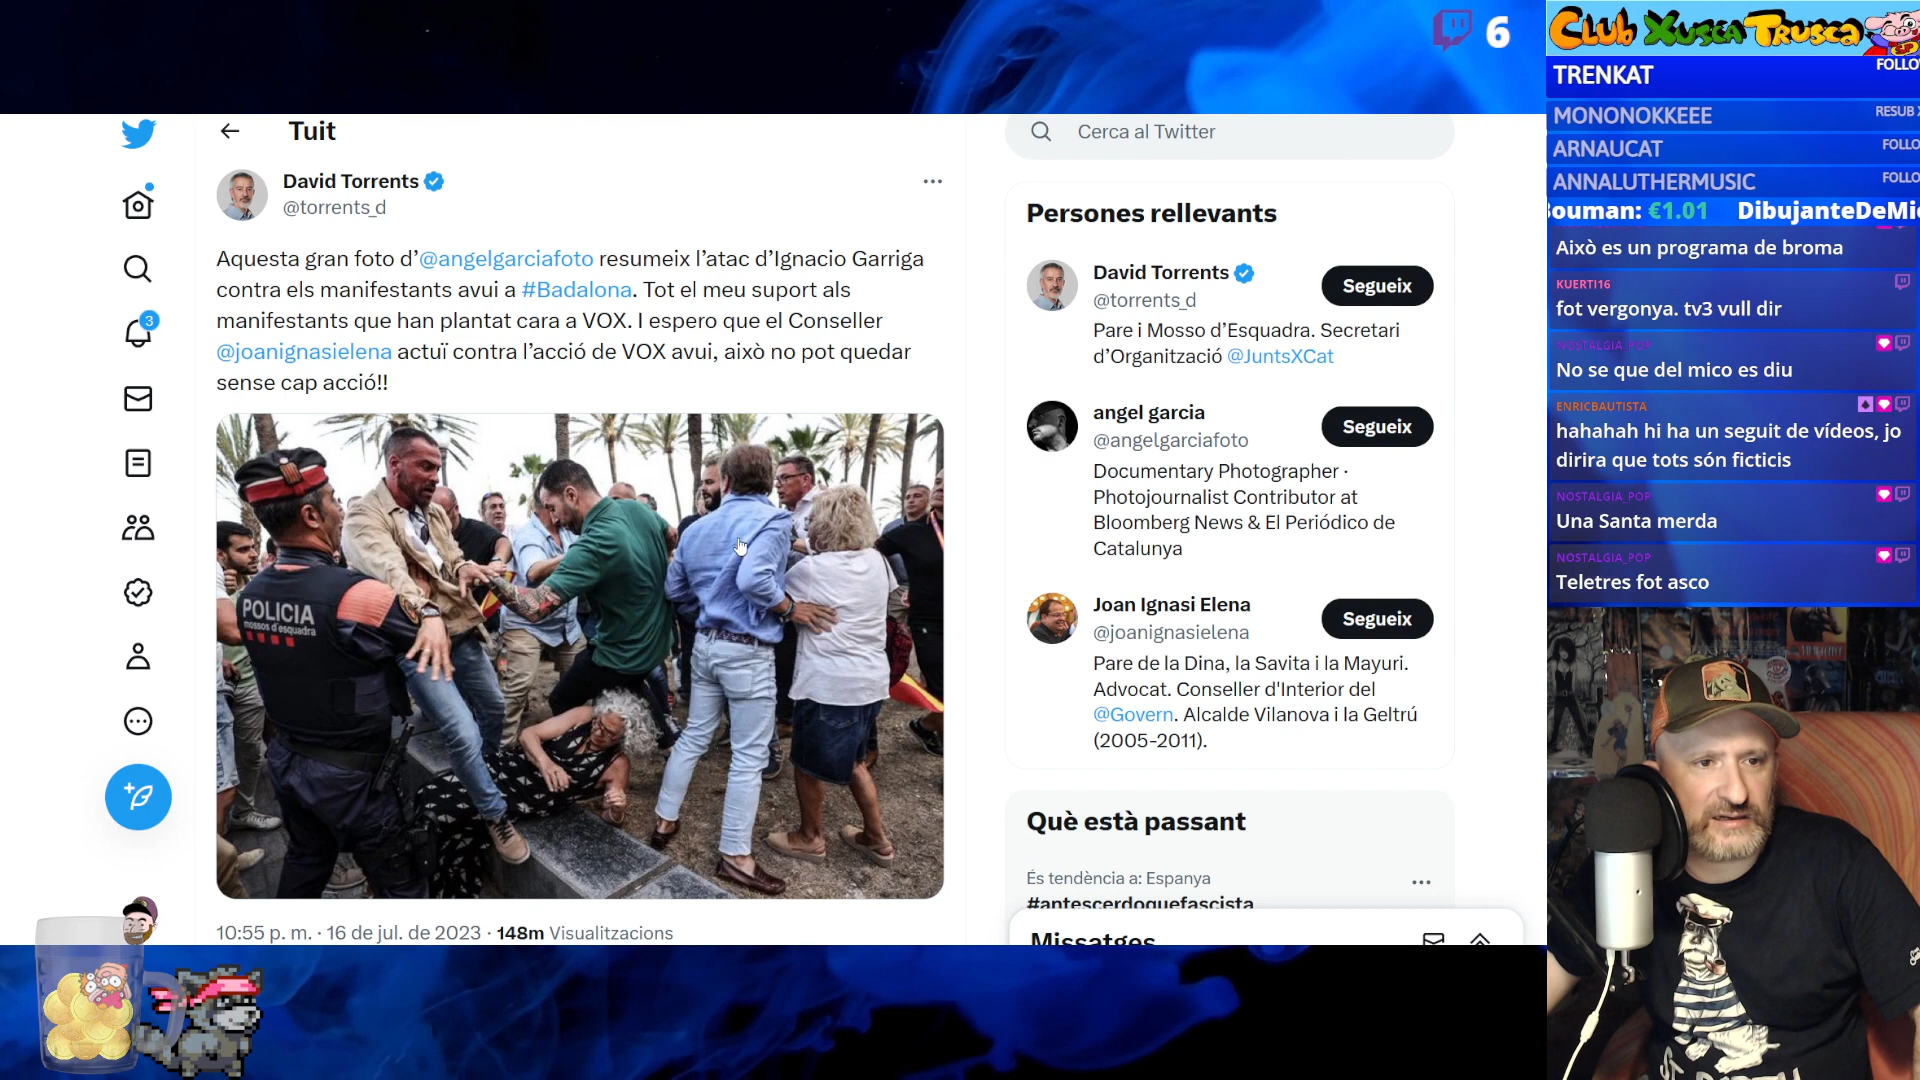 6
Club Xusca Trusca
TRENKAT
MONONOKKEEE
RESUB
ARNAUCAT
ANNALUTHERMUSIC
Bouman: €1.01 DibujanteDeMi
Això es un programa de broma
KUERTI16
fot vergonya. tv3 vull dir
NOSTALGIA_POP
No se que del mico es diu
ENRICBAUTISTA
hahahah hi ha un seguit de vídeos, jo
dirira que tots són ficticis
NOSTALGIA_POP
Una Santa merda
NOSTALGIA_POP
Teletres fot asco
Tuit
3
David Torrents
@torrents_d
Aquesta gran foto d’@angelgarciafoto resumeix l’atac d’Ignacio Garriga
contra els manifestants avui a #Badalona. Tot el meu suport als
manifestants que han plantat cara a VOX. I espero que el Conseller
@joanignasielena actuï contra l’acció de VOX avui, això no pot quedar
sense cap acció!!
POLICIA
mossos d'esquadra
10:55 p. m. · 16 de jul. de 2023 · 148m Visualitzacions
Cerca al Twitter
Persones rellevants
David Torrents
@torrents_d
Segueix
Pare i Mosso d’Esquadra. Secretari
d’Organització @JuntsXCat
angel garcia
@angelgarciafoto
Segueix
Documentary Photographer ·
Photojournalist Contributor at
Bloomberg News & El Periódico de
Catalunya
Joan Ignasi Elena
@joanignasielena
Segueix
Pare de la Dina, la Savita i la Mayuri.
Advocat. Conseller d'Interior del
@Govern. Alcalde Vilanova i la Geltrú
(2005-2011).
Què està passant
És tendència a: Espanya
#antescerdoquefascista
Missatges